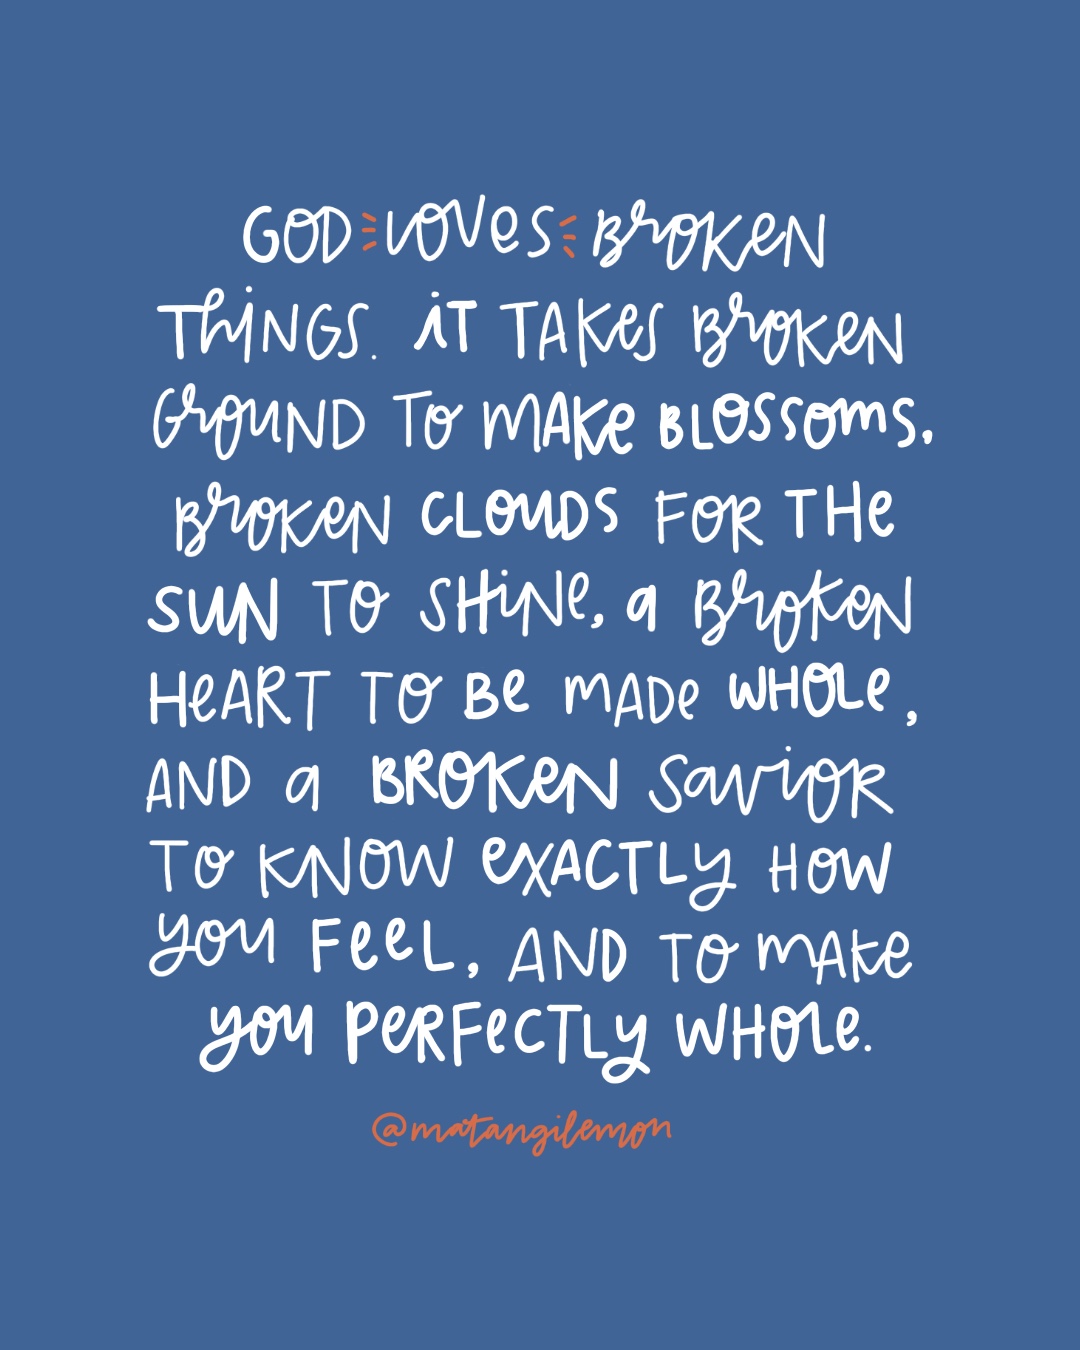 GOD LOVES BROKEN
THINGS. IT TAKES BROKEN
GROUND TO MAKE BLOSSOMS,
BROKEN CLOUDS FOR THE
SUN TO SHINE, a BROKEN
HEART TO BE MADE WHOLE,
AND a BROKEN SAVIOR
TO KNOW EXACTLY HOW
YOU FEEL, AND TO MAKE
YOU PERFECTLY WHOLE.
@matangilemon